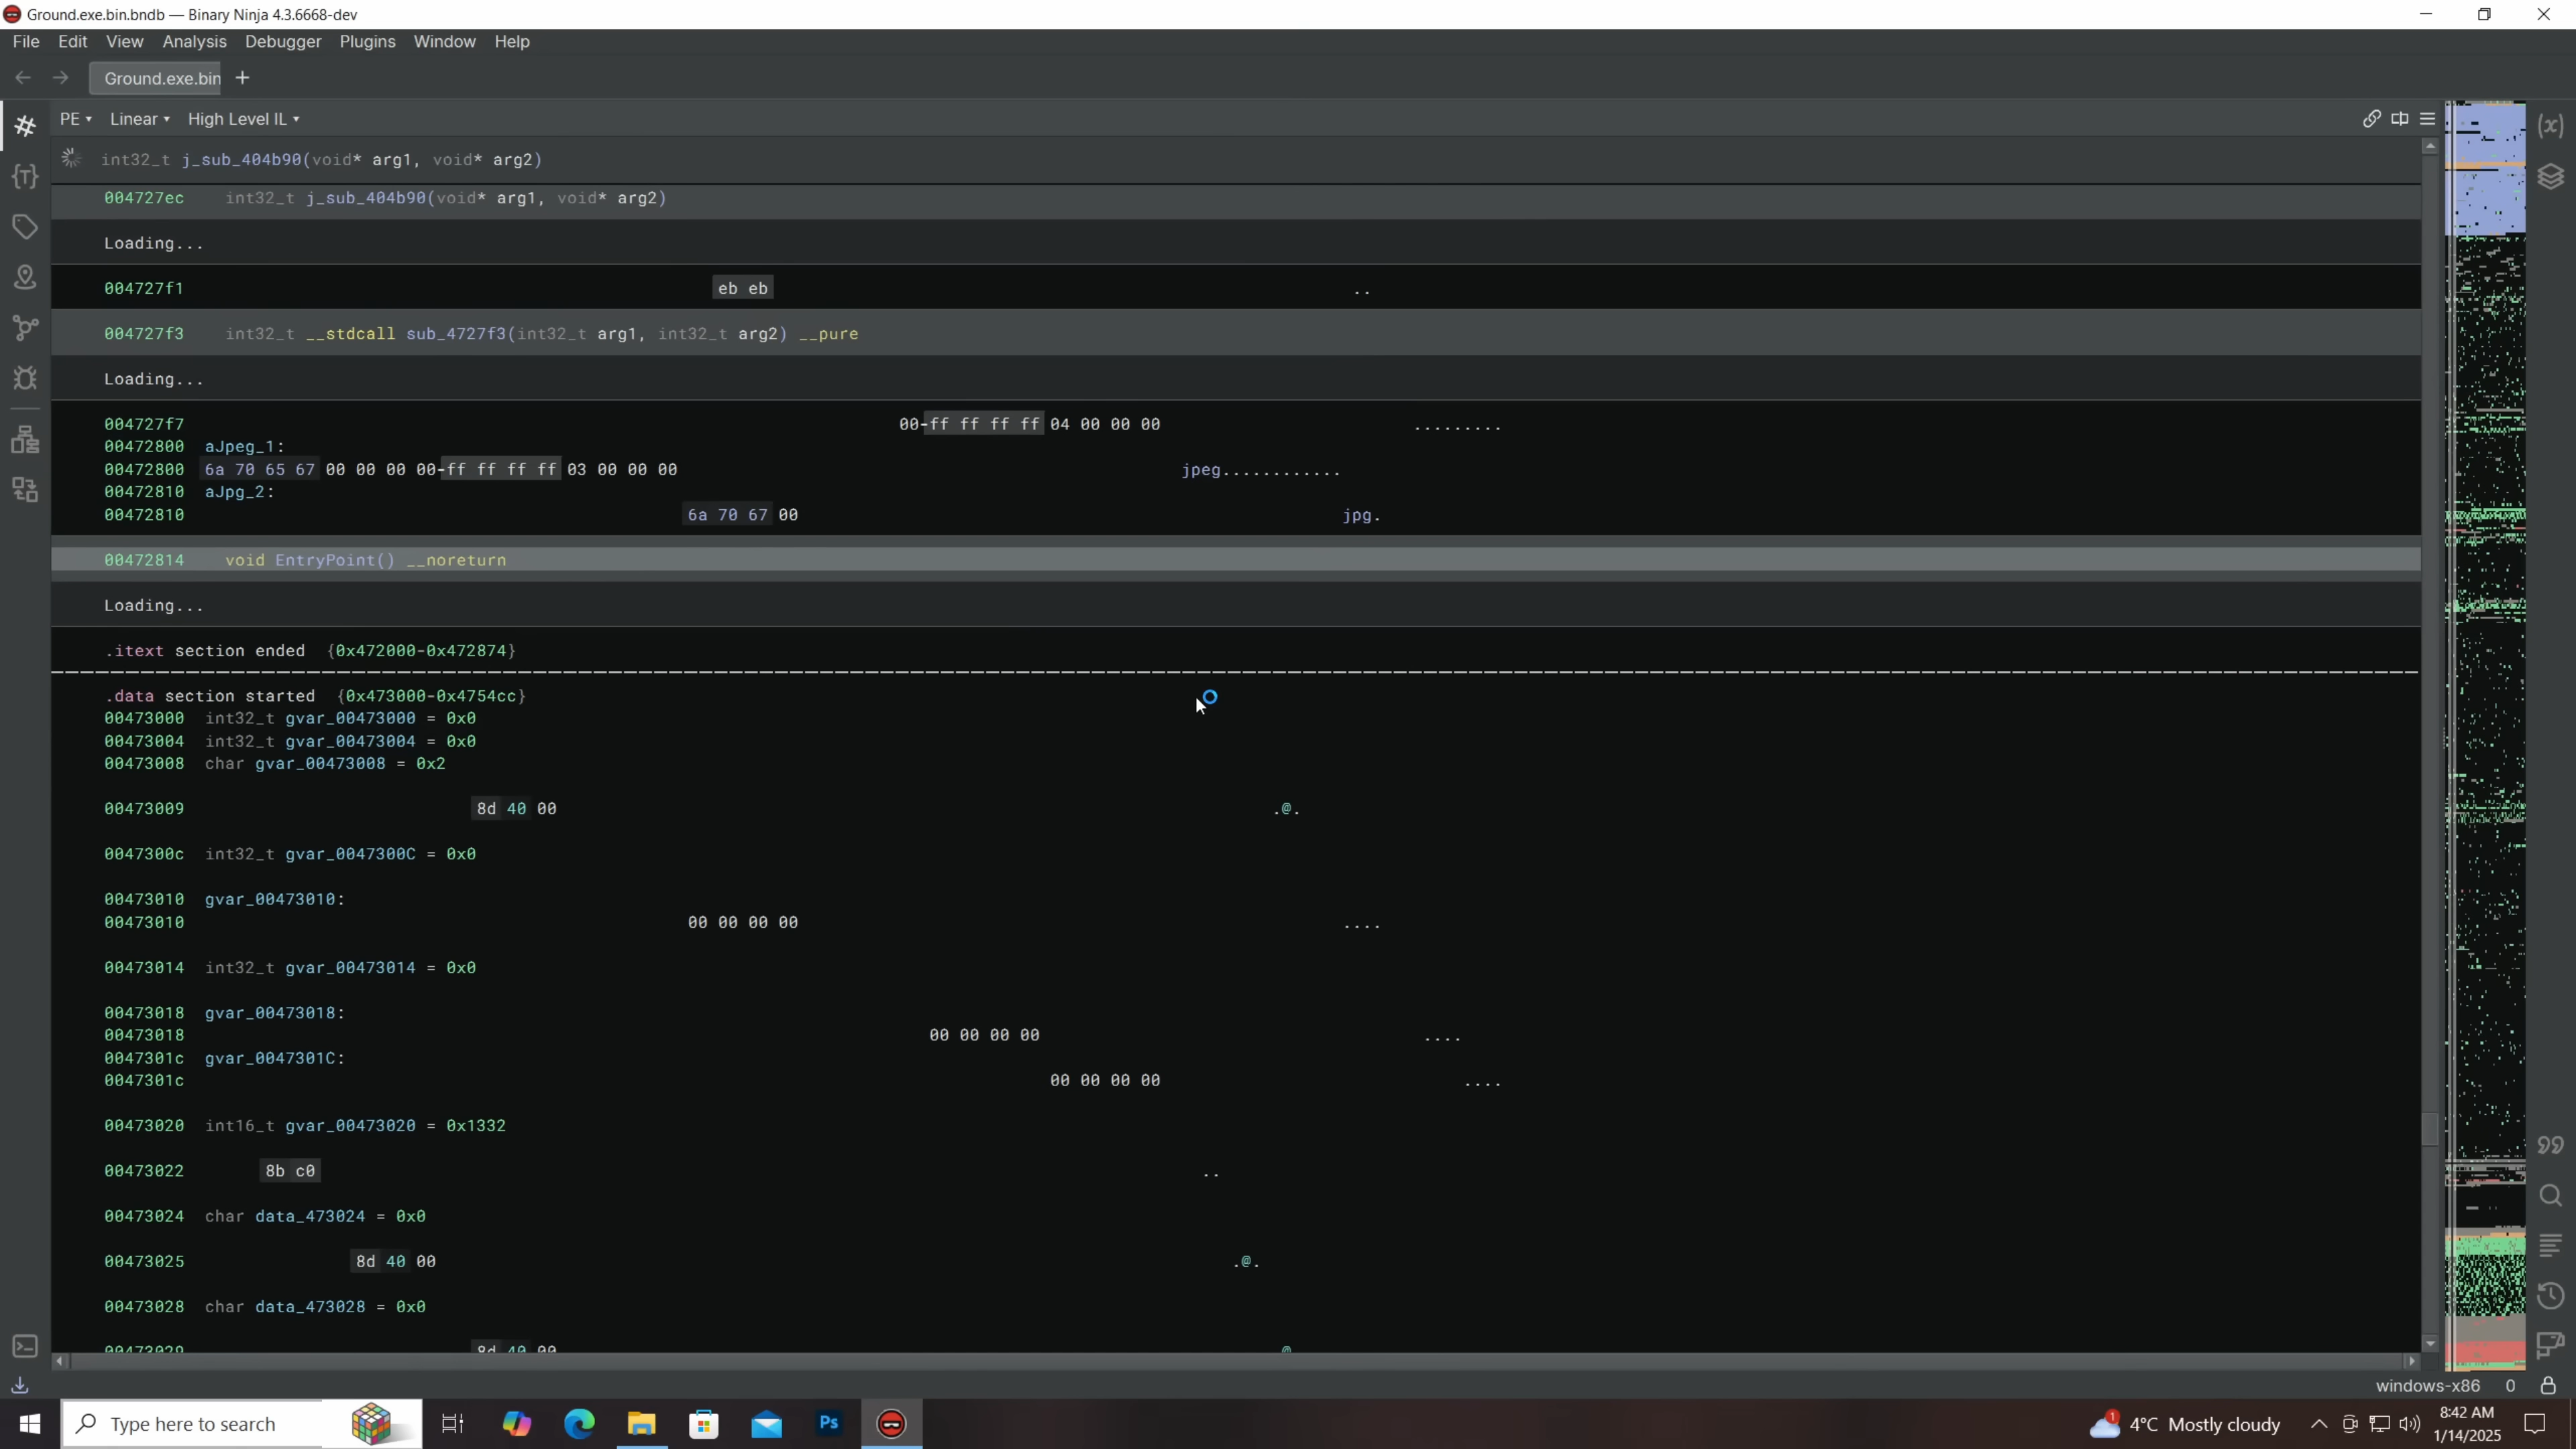 Ground.exe.bin.bndb — Binary Ninja 4.3.6668-dev
File Edit View Analysis Debugger Plugins Window Help
Ground.exe.bin +
PE ▾ Linear ▾ High Level IL ▾
int32_t j_sub_404b90(void* arg1, void* arg2)
004727ec int32_t j_sub_404b90(void* arg1, void* arg2)
Loading...
004727f1 eb eb ..
004727f3 int32_t __stdcall sub_4727f3(int32_t arg1, int32_t arg2) __pure
Loading...
004727f7 00-ff ff ff ff 04 00 00 00 .........
00472800 aJpeg_1:
00472800 6a 70 65 67 00 00 00 00-ff ff ff ff 03 00 00 00 jpeg............
00472810 aJpg_2:
00472810 6a 70 67 00 jpg.
00472814 void EntryPoint() __noreturn
Loading...
.itext section ended {0x472000-0x472874}
.data section started {0x473000-0x4754cc}
00473000 int32_t gvar_00473000 = 0x0
00473004 int32_t gvar_00473004 = 0x0
00473008 char gvar_00473008 = 0x2
00473009 8d 40 00 .@.
0047300c int32_t gvar_0047300C = 0x0
00473010 gvar_00473010:
00473010 00 00 00 00 ....
00473014 int32_t gvar_00473014 = 0x0
00473018 gvar_00473018:
00473018 00 00 00 00 ....
0047301c gvar_0047301C:
0047301c 00 00 00 00 ....
00473020 int16_t gvar_00473020 = 0x1332
00473022 8b c0 ..
00473024 char data_473024 = 0x0
00473025 8d 40 00 .@.
00473028 char data_473028 = 0x0
00473029 8d 40 00 @
windows-x86 0
Type here to search
Ps
1 4°C Mostly cloudy
8:42 AM
1/14/2025